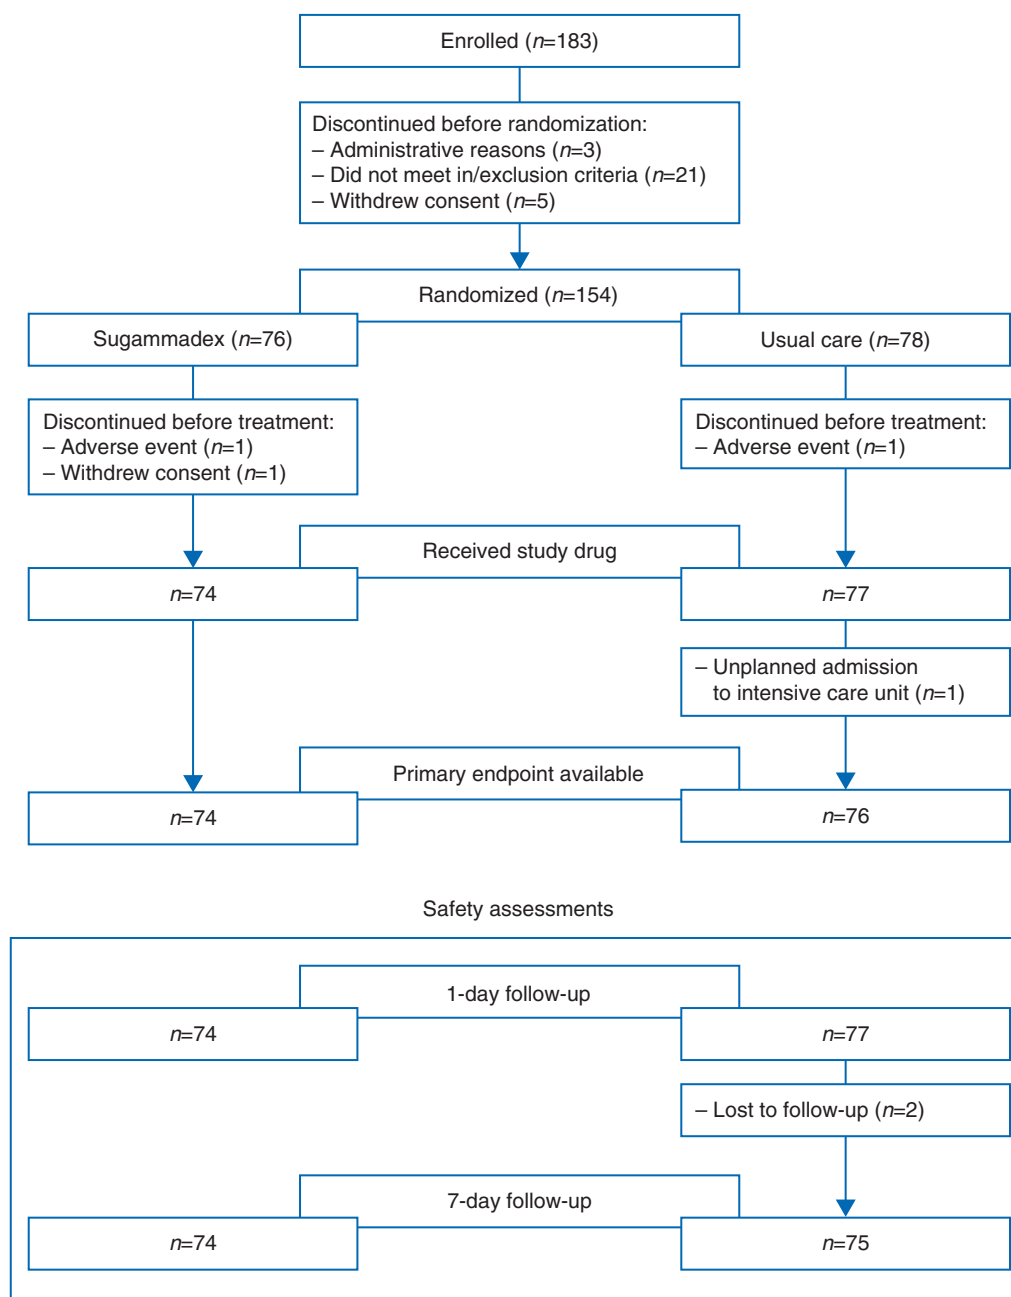 Enrolled (n=183)
Discontinued before randomization:
– Administrative reasons (n=3)
– Did not meet in/exclusion criteria (n=21)
– Withdrew consent (n=5)
Randomized (n=154)
Sugammadex (n=76)
Usual care (n=78)
Discontinued before treatment:
– Adverse event (n=1)
– Withdrew consent (n=1)
Discontinued before treatment:
– Adverse event (n=1)
Received study drug
n=74
n=77
– Unplanned admission
to intensive care unit (n=1)
Primary endpoint available
n=74
n=76
Safety assessments
1-day follow-up
n=74
n=77
– Lost to follow-up (n=2)
7-day follow-up
n=74
n=75